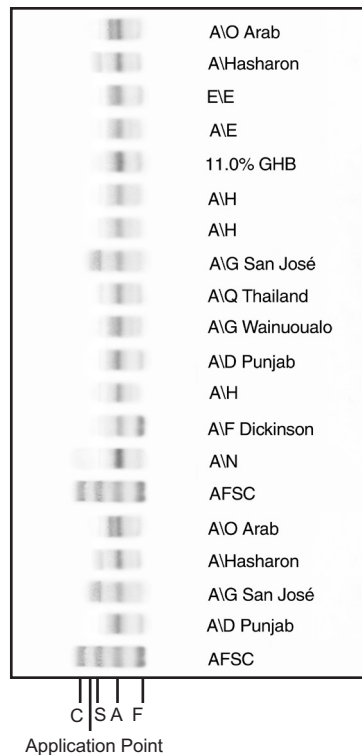 A\O Arab
A\Hasharon
E\E
A\E
11.0% GHB
A\H
A\H
A\G San José
A\Q Thailand
A\G Wainuoualo
A\D Punjab
A\H
A\F Dickinson
A\N
AFSC
A\O Arab
A\Hasharon
A\G San José
A\D Punjab
AFSC
C S A F
Application Point